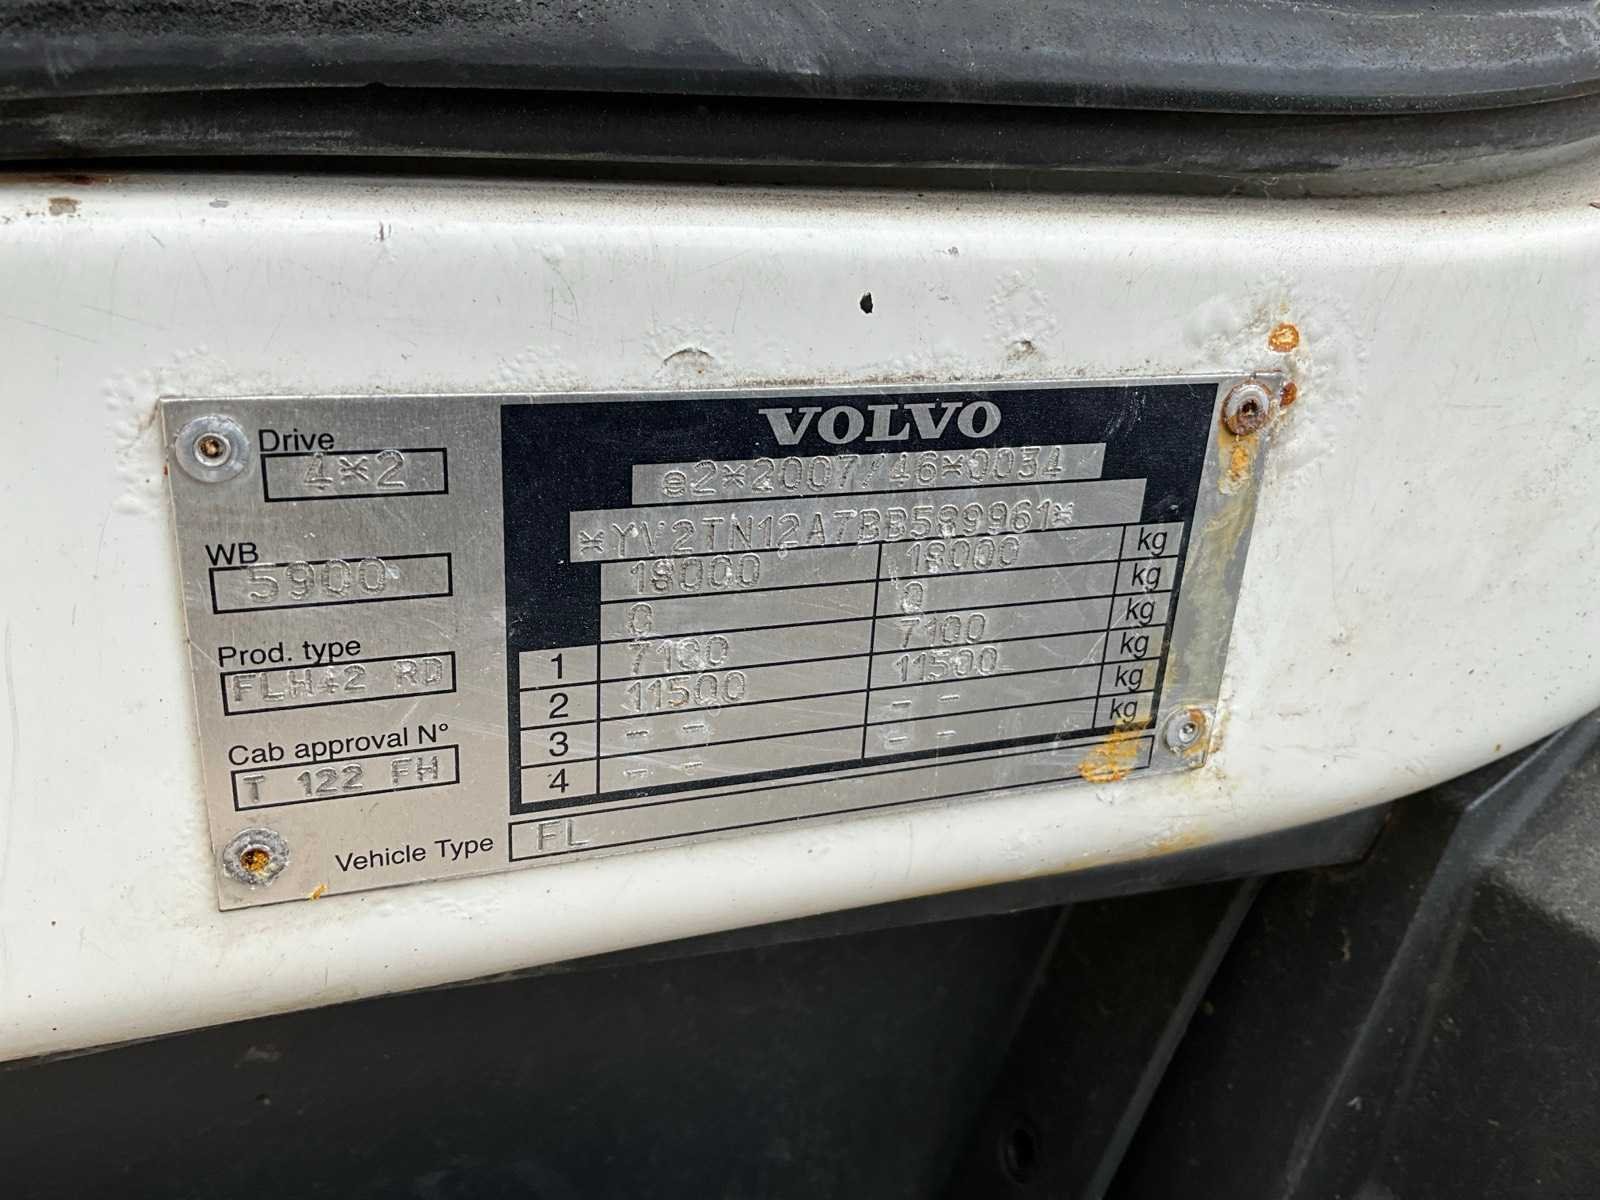 VOLVO
e2*2007/46*0034
*YV2TN12A7BB589961*
18000 18000 kg
0 0 kg
1 7100 7100 kg
2 11500 11500 kg
3 - - - - kg
4 - - - - kg
Drive
4*2
WB
5900
Prod. type
FLH42 RD
Cab approval N°
T 122 FH
Vehicle Type FL